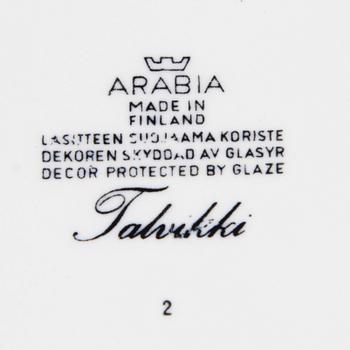 ARABIA
MADE IN
FINLAND
LASITTEEN SUOJAAMA KORISTE
DEKOREN SKYDDAD AV GLASYR
DECOR PROTECTED BY GLAZE
Talvikki
2